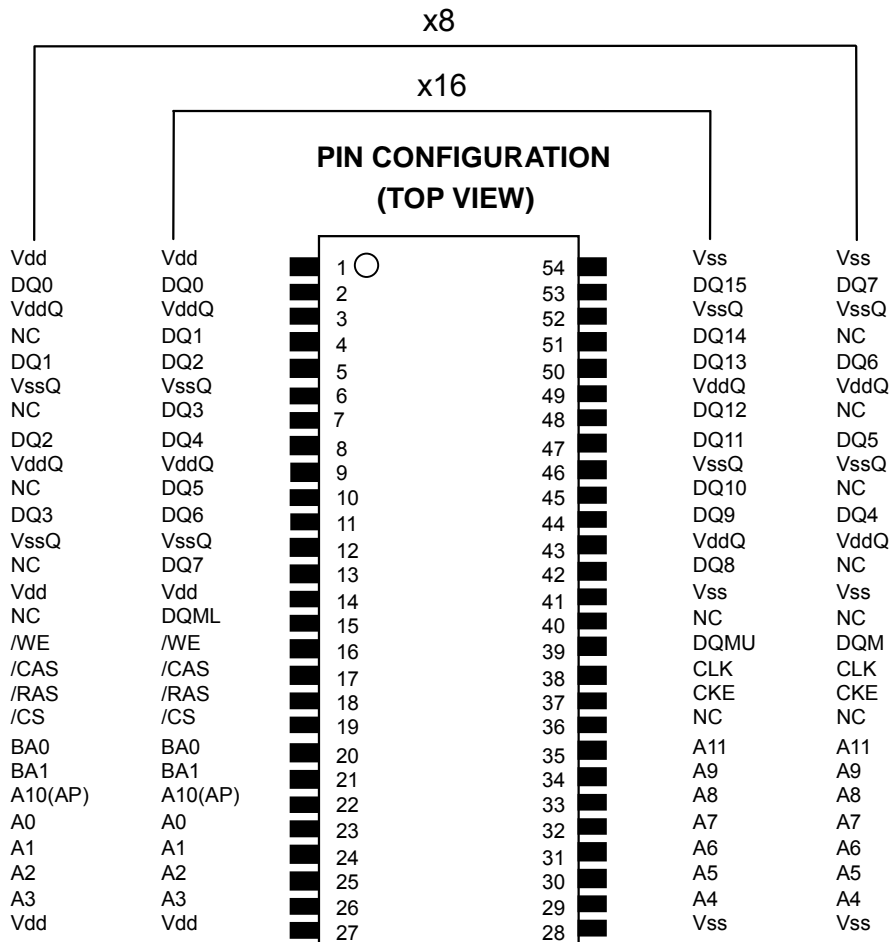 x8
x16
PIN CONFIGURATION
(TOP VIEW)
Vdd Vdd 1 54 Vss Vss
DQ0 DQ0 2 53 DQ15 DQ7
VddQ VddQ 3 52 VssQ VssQ
NC DQ1 4 51 DQ14 NC
DQ1 DQ2 5 50 DQ13 DQ6
VssQ VssQ 6 49 VddQ VddQ
NC DQ3 7 48 DQ12 NC
DQ2 DQ4 8 47 DQ11 DQ5
VddQ VddQ 9 46 VssQ VssQ
NC DQ5 10 45 DQ10 NC
DQ3 DQ6 11 44 DQ9 DQ4
VssQ VssQ 12 43 VddQ VddQ
NC DQ7 13 42 DQ8 NC
Vdd Vdd 14 41 Vss Vss
NC DQML 15 40 NC NC
/WE /WE 16 39 DQMU DQM
/CAS /CAS 17 38 CLK CLK
/RAS /RAS 18 37 CKE CKE
/CS /CS 19 36 NC NC
BA0 BA0 20 35 A11 A11
BA1 BA1 21 34 A9 A9
A10(AP) A10(AP) 22 33 A8 A8
A0 A0 23 32 A7 A7
A1 A1 24 31 A6 A6
A2 A2 25 30 A5 A5
A3 A3 26 29 A4 A4
Vdd Vdd 27 28 Vss Vss